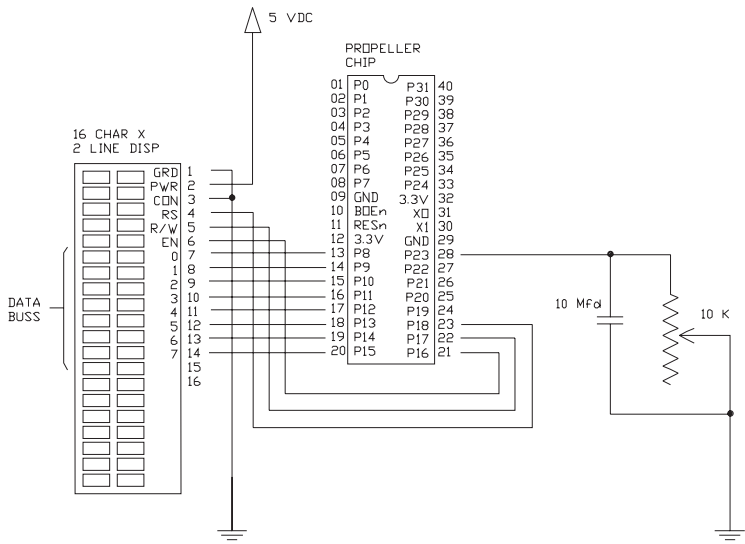 5 VDC
PROPELLER
CHIP
16 CHAR X
2 LINE DISP
GRD 1
PWR 2
CON 3
RS 4
R/W 5
EN 6
0 7
1 8
2 9
3 10
4 11
5 12
6 13
7 14
15
16
DATA
BUSS
01 P0 P31 40
02 P1 P30 39
03 P2 P29 38
04 P3 P28 37
05 P4 P27 36
06 P5 P26 35
07 P6 P25 34
08 P7 P24 33
09 GND 3.3V 32
10 BOEn XO 31
11 RESn X1 30
12 3.3V GND 29
13 P8 P23 28
14 P9 P22 27
15 P10 P21 26
16 P11 P20 25
17 P12 P19 24
18 P13 P18 23
19 P14 P17 22
20 P15 P16 21
10 Mfd
10 K